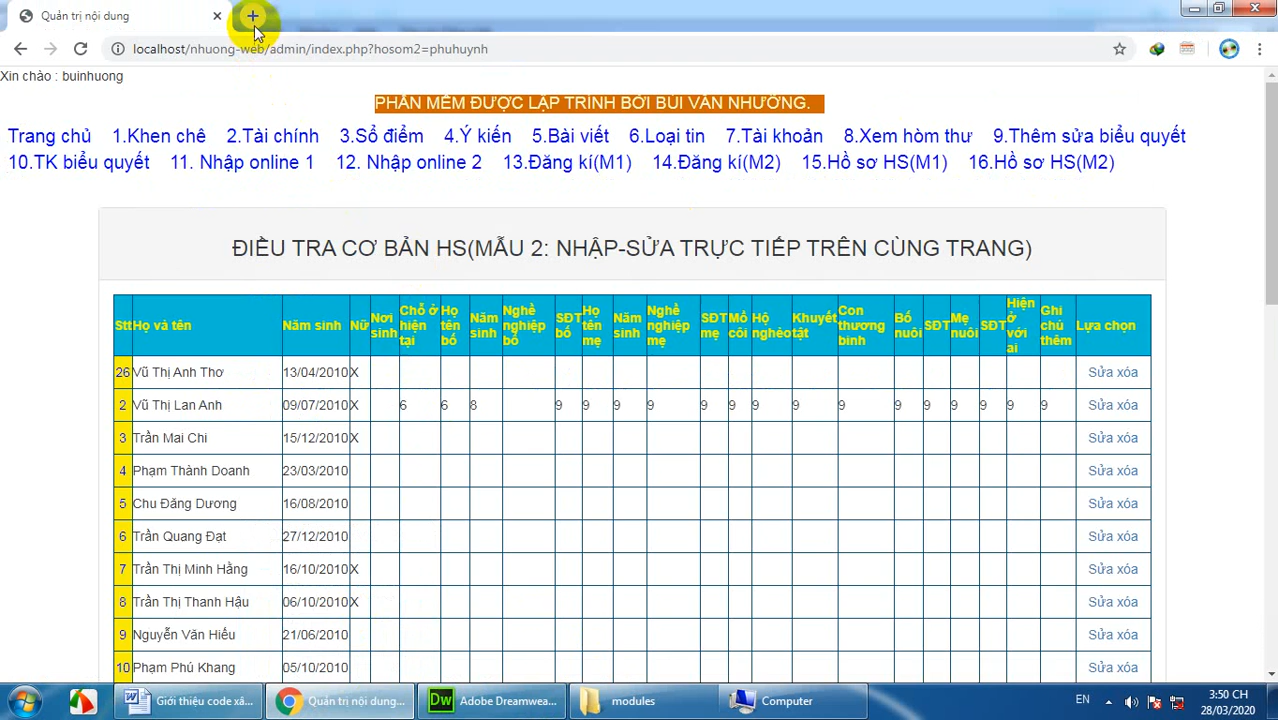 Quản trị nội dung
localhost/nhuong-web/admin/index.php?hosom2=phuhuynh
Xin chào : buinhuong
PHẦN MỀM ĐƯỢC LẬP TRÌNH BỞI BÙI VĂN NHƯỠNG.
Trang chủ 1.Khen chê 2.Tài chính 3.Sổ điểm 4.Ý kiến 5.Bài viết 6.Loại tin 7.Tài khoản 8.Xem hòm thư 9.Thêm sửa biểu quyết
10.TK biểu quyết 11. Nhập online 1 12. Nhập online 2 13.Đăng kí(M1) 14.Đăng kí(M2) 15.Hồ sơ HS(M1) 16.Hồ sơ HS(M2)
ĐIỀU TRA CƠ BẢN HS(MẪU 2: NHẬP-SỬA TRỰC TIẾP TRÊN CÙNG TRANG)
Stt Họ và tên Năm sinh Nữ Nơi sinh Chỗ ở hiện tại Họ tên bố Năm sinh Nghề nghiệp bố SĐT bố Họ tên mẹ Năm sinh Nghề nghiệp mẹ SĐT mẹ Mồ côi Hộ nghèo Khuyết tật Con thương binh Bố nuôi SĐT Mẹ nuôi SĐT Hiện ở với ai Ghi chú thêm Lựa chọn
26 Vũ Thị Anh Thơ 13/04/2010 X Sửa xóa
2 Vũ Thị Lan Anh 09/07/2010 X 6 6 8 9 9 9 9 9 9 9 9 9 9 9 9 9 9 9 Sửa xóa
3 Trần Mai Chi 15/12/2010 X Sửa xóa
4 Phạm Thành Doanh 23/03/2010 Sửa xóa
5 Chu Đăng Dương 16/08/2010 Sửa xóa
6 Trần Quang Đạt 27/12/2010 Sửa xóa
7 Trần Thị Minh Hằng 16/10/2010 X Sửa xóa
8 Trần Thị Thanh Hậu 06/10/2010 X Sửa xóa
9 Nguyễn Văn Hiếu 21/06/2010 Sửa xóa
10 Phạm Phú Khang 05/10/2010 Sửa xóa
Giới thiệu code xâ... Quản trị nội dung... Adobe Dreamwea... modules Computer EN 3:50 CH
28/03/2020